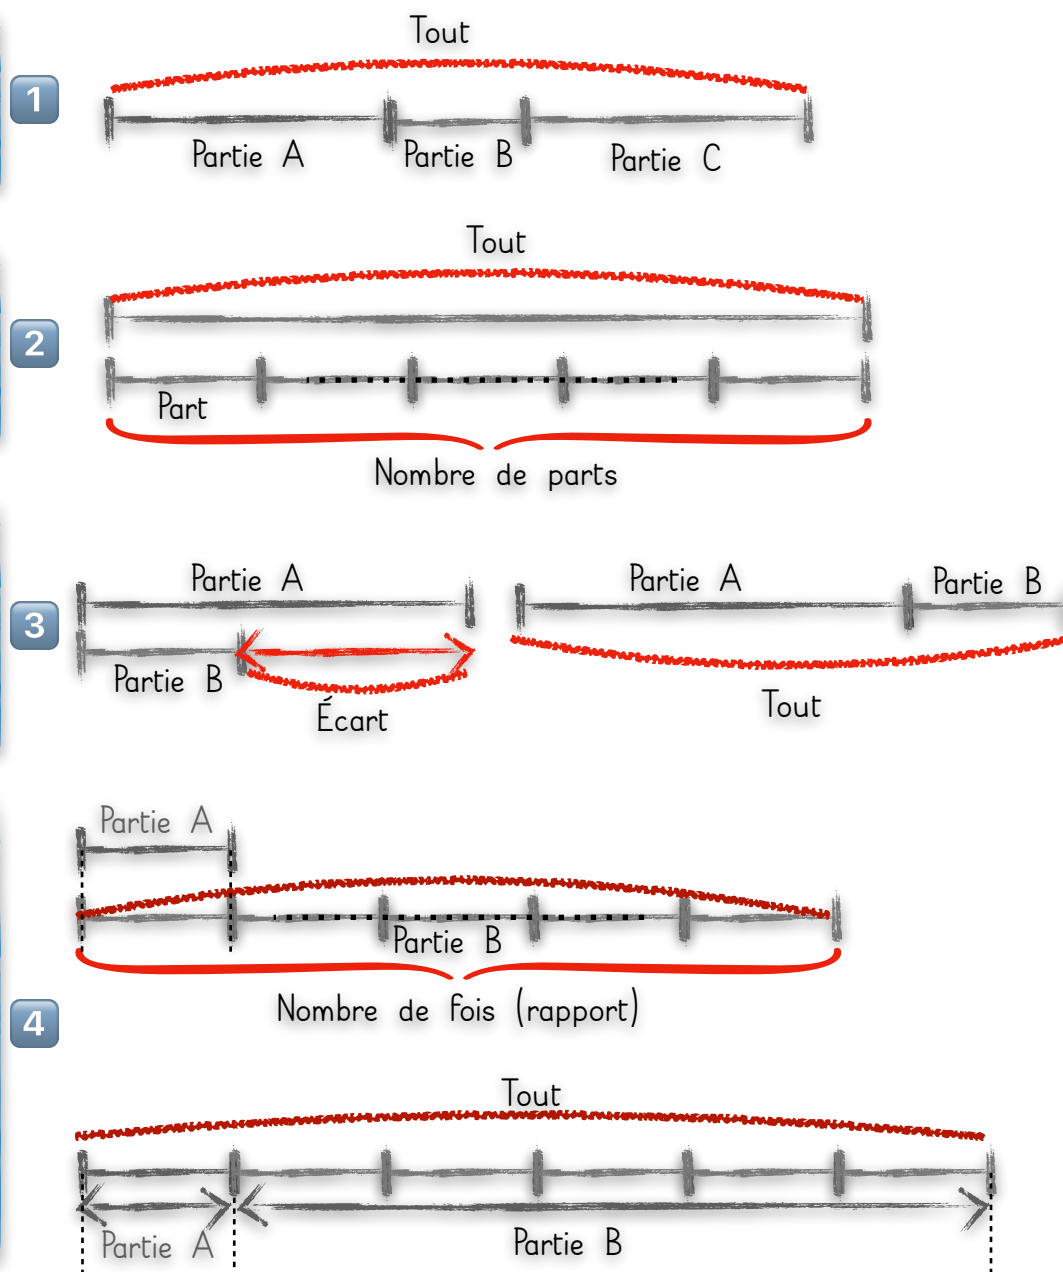 1
Tout
Partie A Partie B Partie C
2
Tout
Part
Nombre de parts
3
Partie A
Partie B
Écart
Partie A Partie B
Tout
4
Partie A
Partie B
Nombre de fois (rapport)
Tout
Partie A Partie B